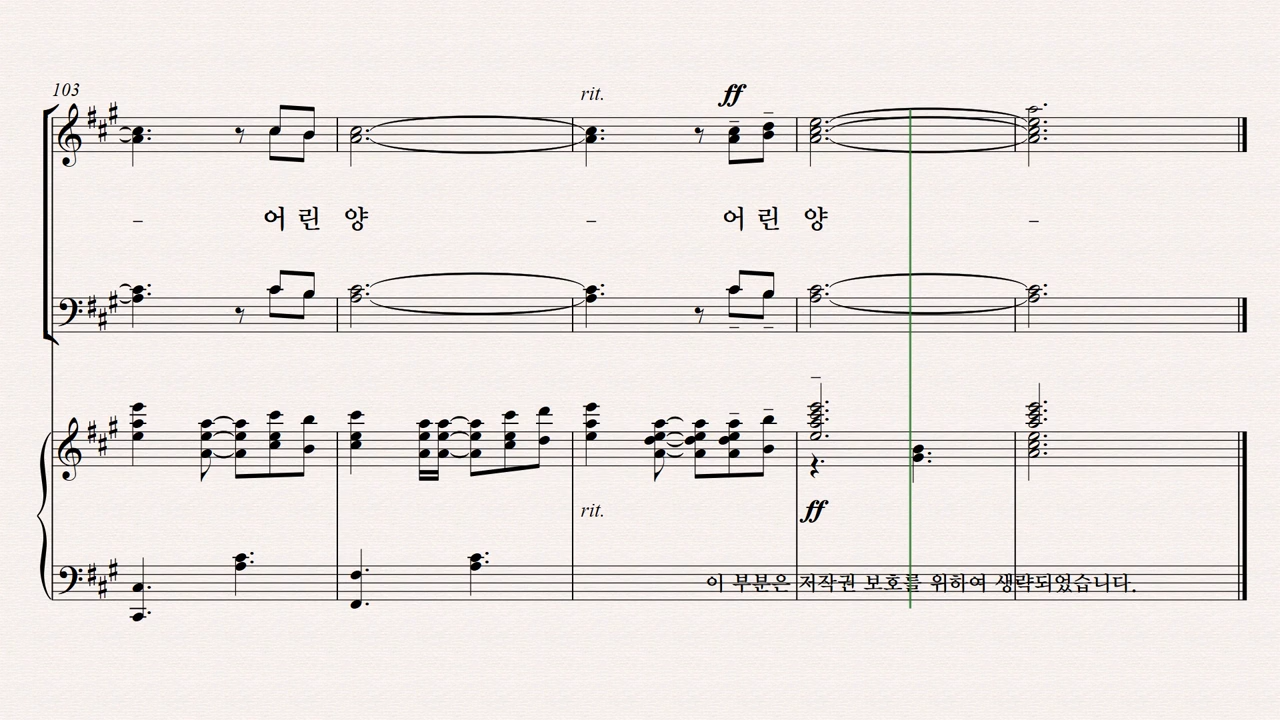 103
rit.
ff
– 어 린 양 – 어 린 양 –
rit.
ff
이 부분은 저작권 보호를 위하여 생략되었습니다.